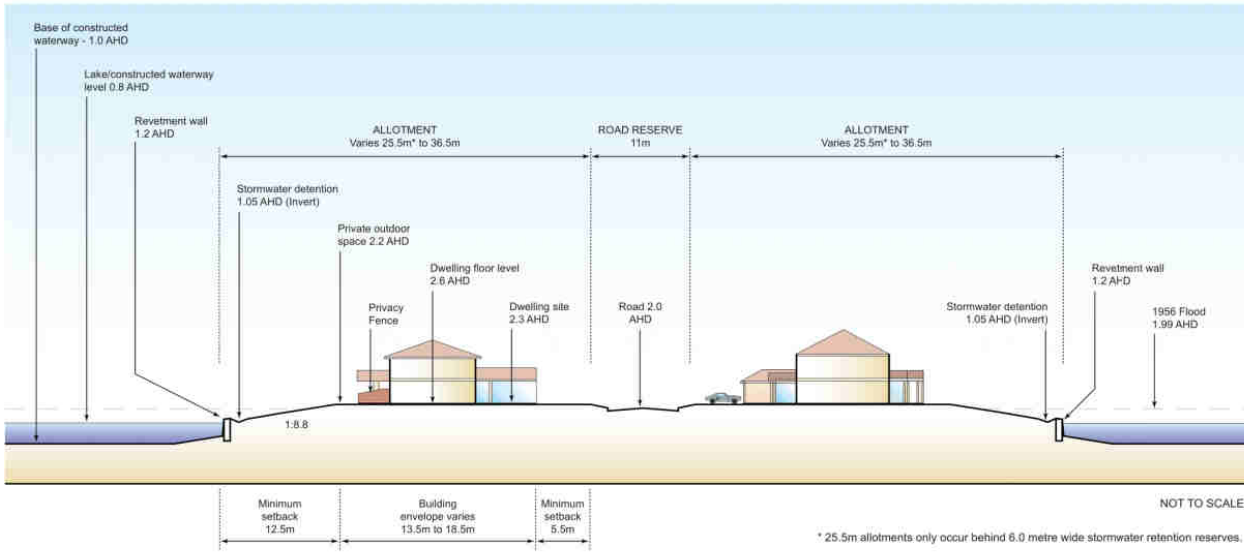 Base of constructed
waterway - 1.0 AHD
Lake/constructed waterway
level 0.8 AHD
Revetment wall
1.2 AHD
ALLOTMENT
Varies 25.5m* to 36.5m
ROAD RESERVE
11m
ALLOTMENT
Varies 25.5m* to 36.5m
Stormwater detention
1.05 AHD (Invert)
Private outdoor
space 2.2 AHD
Dwelling floor level
2.6 AHD
Privacy
Fence
Dwelling site
2.3 AHD
Road 2.0
AHD
Stormwater detention
1.05 AHD (Invert)
Revetment wall
1.2 AHD
1956 Flood
1.99 AHD
1:8.8
Minimum
setback
12.5m
Building
envelope varies
13.5m to 18.5m
Minimum
setback
5.5m
NOT TO SCALE
* 25.5m allotments only occur behind 6.0 metre wide stormwater retention reserves.